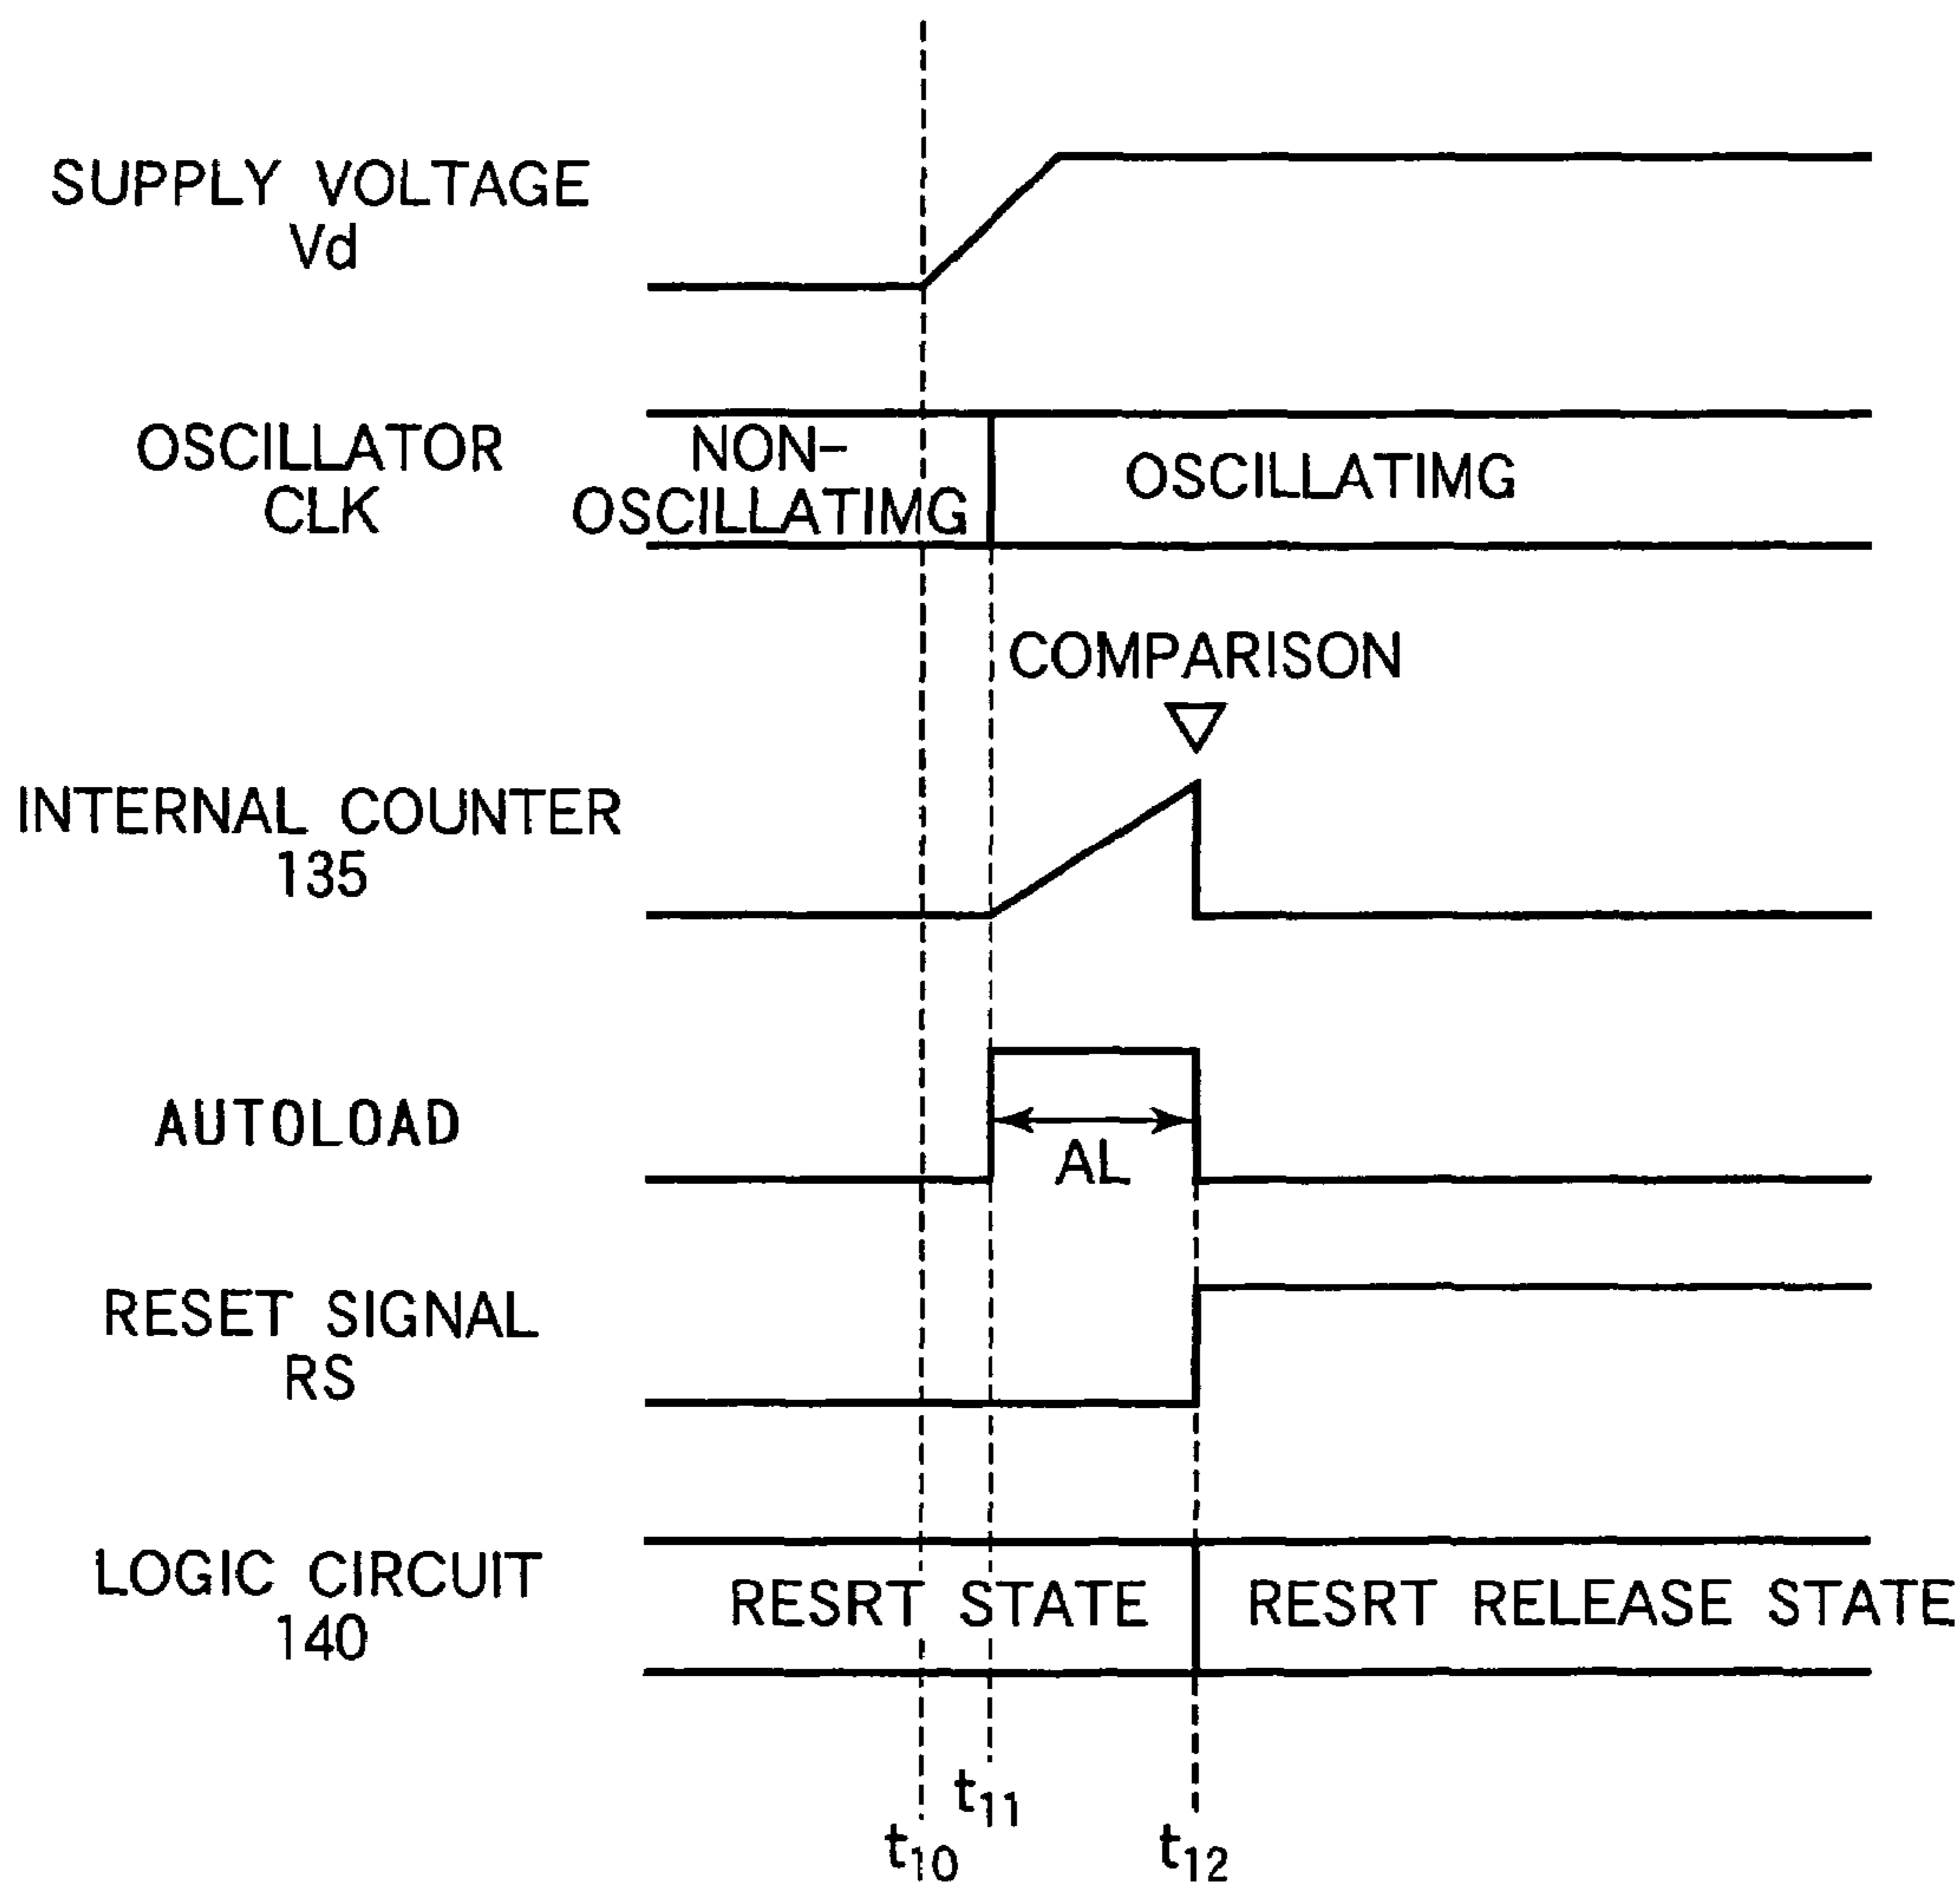 SUPPLY VOLTAGE
Vd
OSCILLATOR
CLK
NON-
OSCILLATIMG
OSCILLATIMG
COMPARISON
INTERNAL COUNTER
135
AUTOLOAD
AL
RESET SIGNAL
RS
LOGIC CIRCUIT
140
RESRT STATE
RESRT RELEASE STATE
t11
t10
t12